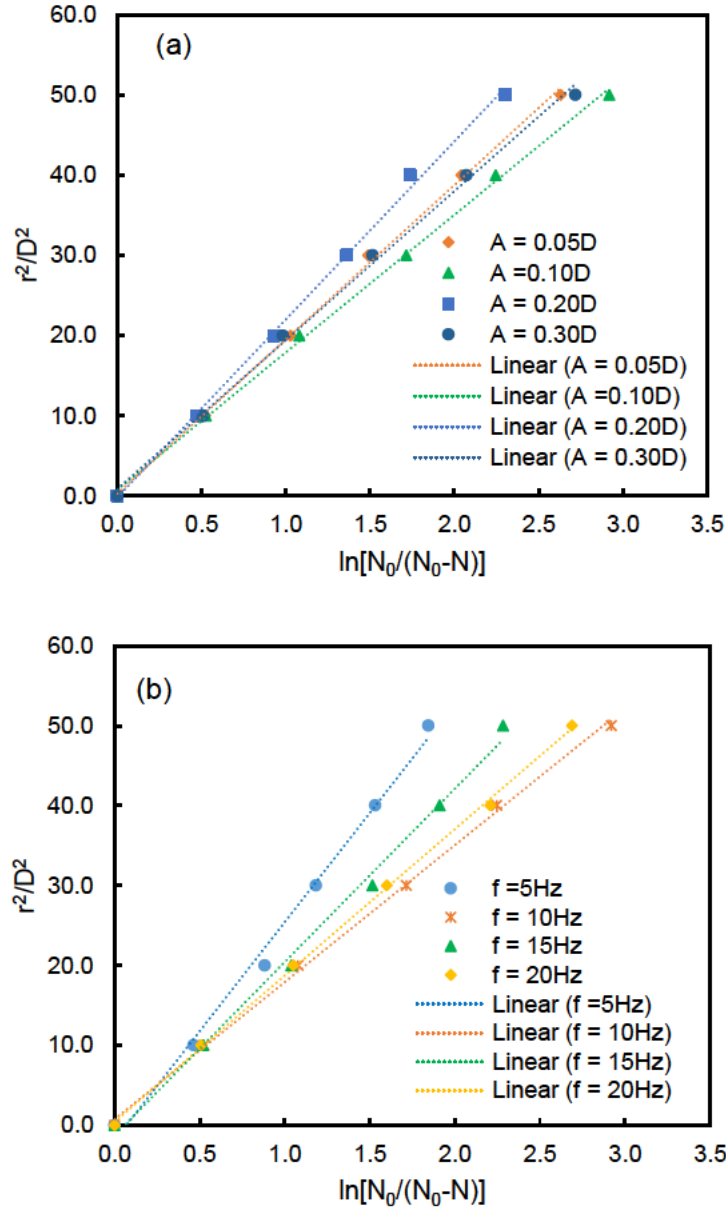 (a)
r²/D²
60.0
50.0
40.0
30.0
20.0
10.0
0.0
A = 0.05D
A =0.10D
A = 0.20D
A = 0.30D
Linear (A = 0.05D)
Linear (A =0.10D)
Linear (A = 0.20D)
Linear (A = 0.30D)
0.0 0.5 1.0 1.5 2.0 2.5 3.0 3.5
ln[N₀/(N₀-N)]
(b)
r²/D²
60.0
50.0
40.0
30.0
20.0
10.0
0.0
f =5Hz
f = 10Hz
f = 15Hz
f = 20Hz
Linear (f =5Hz)
Linear (f = 10Hz)
Linear (f = 15Hz)
Linear (f = 20Hz)
0.0 0.5 1.0 1.5 2.0 2.5 3.0 3.5
ln[N₀/(N₀-N)]